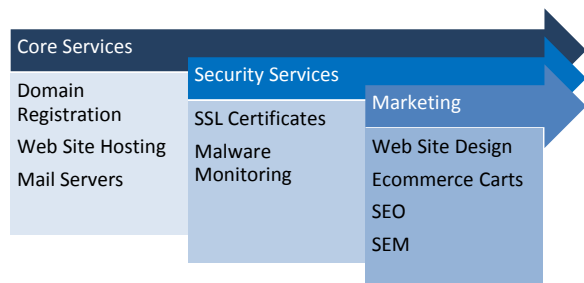 Core Services
Domain
Registration
Web Site Hosting
Mail Servers
Security Services
SSL Certificates
Malware
Monitoring
Marketing
Web Site Design
Ecommerce Carts
SEO
SEM